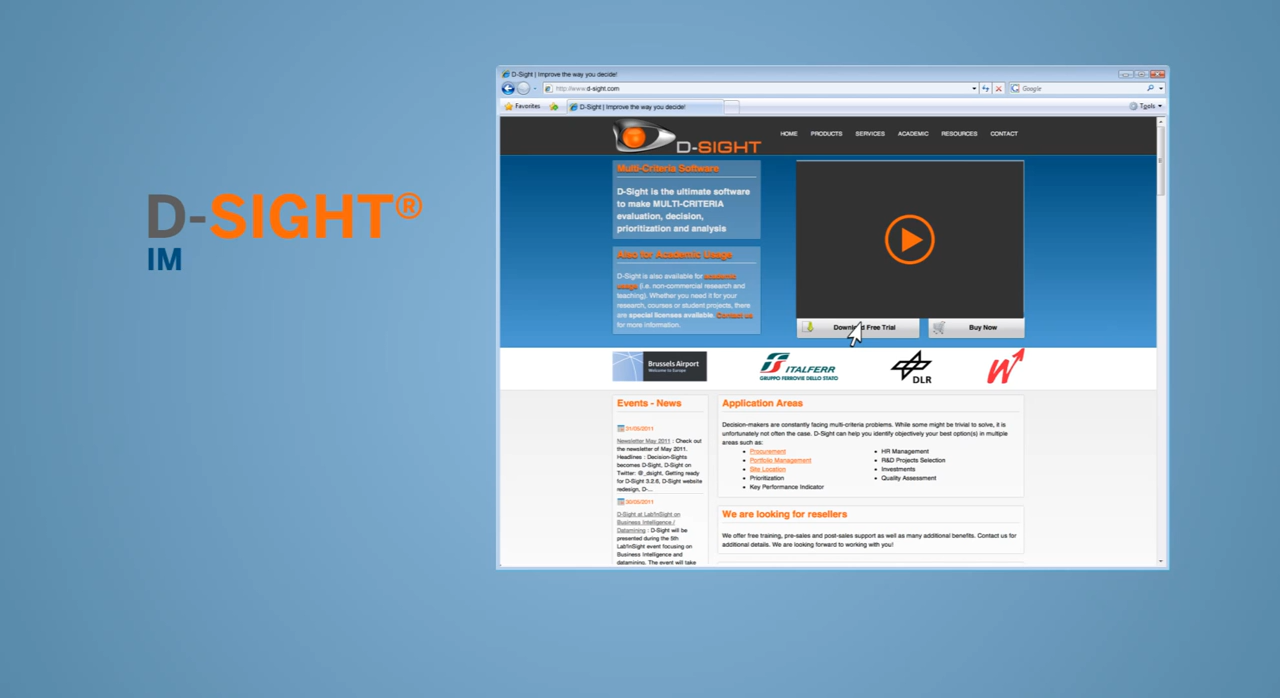 D-SIGHT®
IM
D-Sight | Improve the way you decide!
http://www.d-sight.com
Google
Favorites
D-Sight | Improve the way you decide!
Tools
D-SIGHT
HOME PRODUCTS SERVICES ACADEMIC RESOURCES CONTACT
Multi-Criteria Software
D-Sight is the ultimate software
to make MULTI-CRITERIA
evaluation, decision,
prioritization and analysis
Also for Academic Usage
D-Sight is also available for academic
usage (i.e. non-commercial research and
teaching). Whether you need it for your
research, courses or student projects, there
are special licenses available. Contact us
for more information.
Download Free Trial
Buy Now
Brussels Airport
Welcome to Europe
ITALFERR
GRUPPO FERROVIE DELLO STATO
DLR
Events - News
31/05/2011
Newsletter May 2011 : Check out
the newsletter of May 2011.
Headlines : Decision-Sights
becomes D-Sight, D-Sight on
Twitter: @_dsight, Getting ready
for D-Sight 3.2.6, D-Sight website
redesign, D-...
30/05/2011
D-Sight at Lab'InSight on
Business Intelligence /
Datamining : D-Sight will be
presented during the 5th
Lab'InSight event focusing on
Business Intelligence and
datamining. The event will take
Application Areas
Decision-makers are constantly facing multi-criteria problems. While some might be trivial to solve, it is
unfortunately not often the case. D-Sight can help you identify objectively your best option(s) in multiple
areas such as:
• Procurement
• Portfolio Management
• Site Location
• Prioritization
• Key Performance Indicator
• HR Management
• R&D Projects Selection
• Investments
• Quality Assessment
We are looking for resellers
We offer free training, pre-sales and post-sales support as well as many additional benefits. Contact us for
additional details. We are looking forward to working with you!